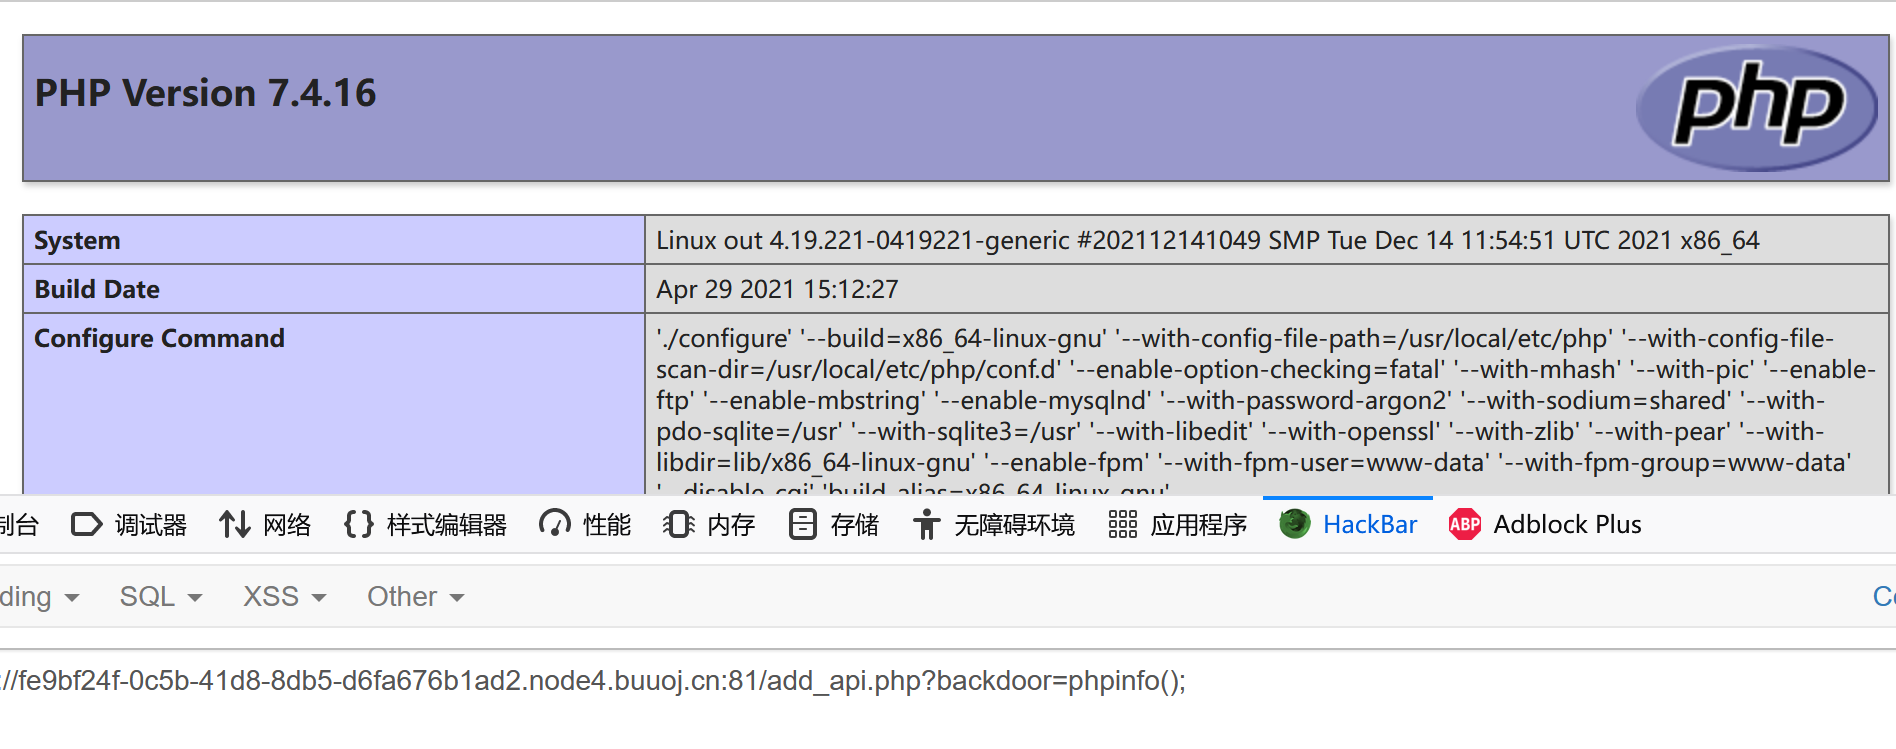 PHP Version 7.4.16
php
System Linux out 4.19.221-0419221-generic #202112141049 SMP Tue Dec 14 11:54:51 UTC 2021 x86_64
Build Date Apr 29 2021 15:12:27
Configure Command './configure' '--build=x86_64-linux-gnu' '--with-config-file-path=/usr/local/etc/php' '--with-config-file-
scan-dir=/usr/local/etc/php/conf.d' '--enable-option-checking=fatal' '--with-mhash' '--with-pic' '--enable-
ftp' '--enable-mbstring' '--enable-mysqlnd' '--with-password-argon2' '--with-sodium=shared' '--with-
pdo-sqlite=/usr' '--with-sqlite3=/usr' '--with-libedit' '--with-openssl' '--with-zlib' '--with-pear' '--with-
libdir=lib/x86_64-linux-gnu' '--enable-fpm' '--with-fpm-user=www-data' '--with-fpm-group=www-data'
'--disable-cgi' 'build_alias=x86_64-linux-gnu'
制台 调试器 网络 {} 样式编辑器 性能 内存 存储 无障碍环境 应用程序 HackBar ABP Adblock Plus
ding SQL XSS Other
://fe9bf24f-0c5b-41d8-8db5-d6fa676b1ad2.node4.buuoj.cn:81/add_api.php?backdoor=phpinfo();